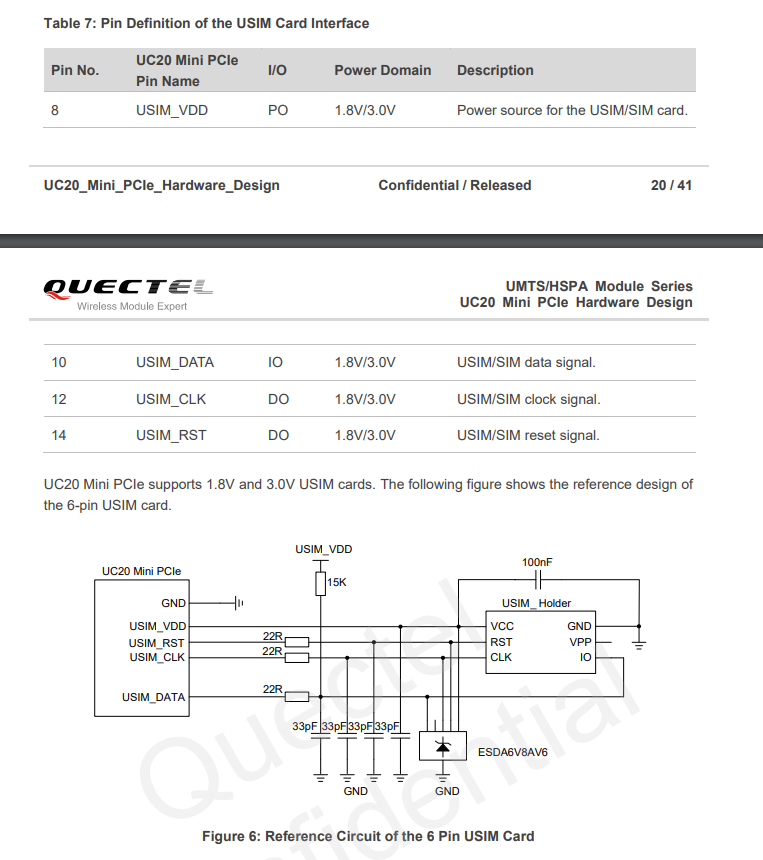 Table 7: Pin Definition of the USIM Card Interface
Pin No. UC20 Mini PCIe Pin Name I/O Power Domain Description
8 USIM_VDD PO 1.8V/3.0V Power source for the USIM/SIM card.
UC20_Mini_PCIe_Hardware_Design Confidential / Released 20 / 41
QUECTEL
Wireless Module Expert
UMTS/HSPA Module Series
UC20 Mini PCIe Hardware Design
10 USIM_DATA IO 1.8V/3.0V USIM/SIM data signal.
12 USIM_CLK DO 1.8V/3.0V USIM/SIM clock signal.
14 USIM_RST DO 1.8V/3.0V USIM/SIM reset signal.
UC20 Mini PCIe supports 1.8V and 3.0V USIM cards. The following figure shows the reference design of
the 6-pin USIM card.
USIM_VDD
UC20 Mini PCIe
15K
100nF
GND
USIM_Holder
USIM_VDD
VCC GND
USIM_RST 22R
RST VPP
USIM_CLK 22R
CLK IO
USIM_DATA 22R
33pF 33pF 33pF 33pF
ESDA6V8AV6
GND GND
Quectel
Confidential
Figure 6: Reference Circuit of the 6 Pin USIM Card